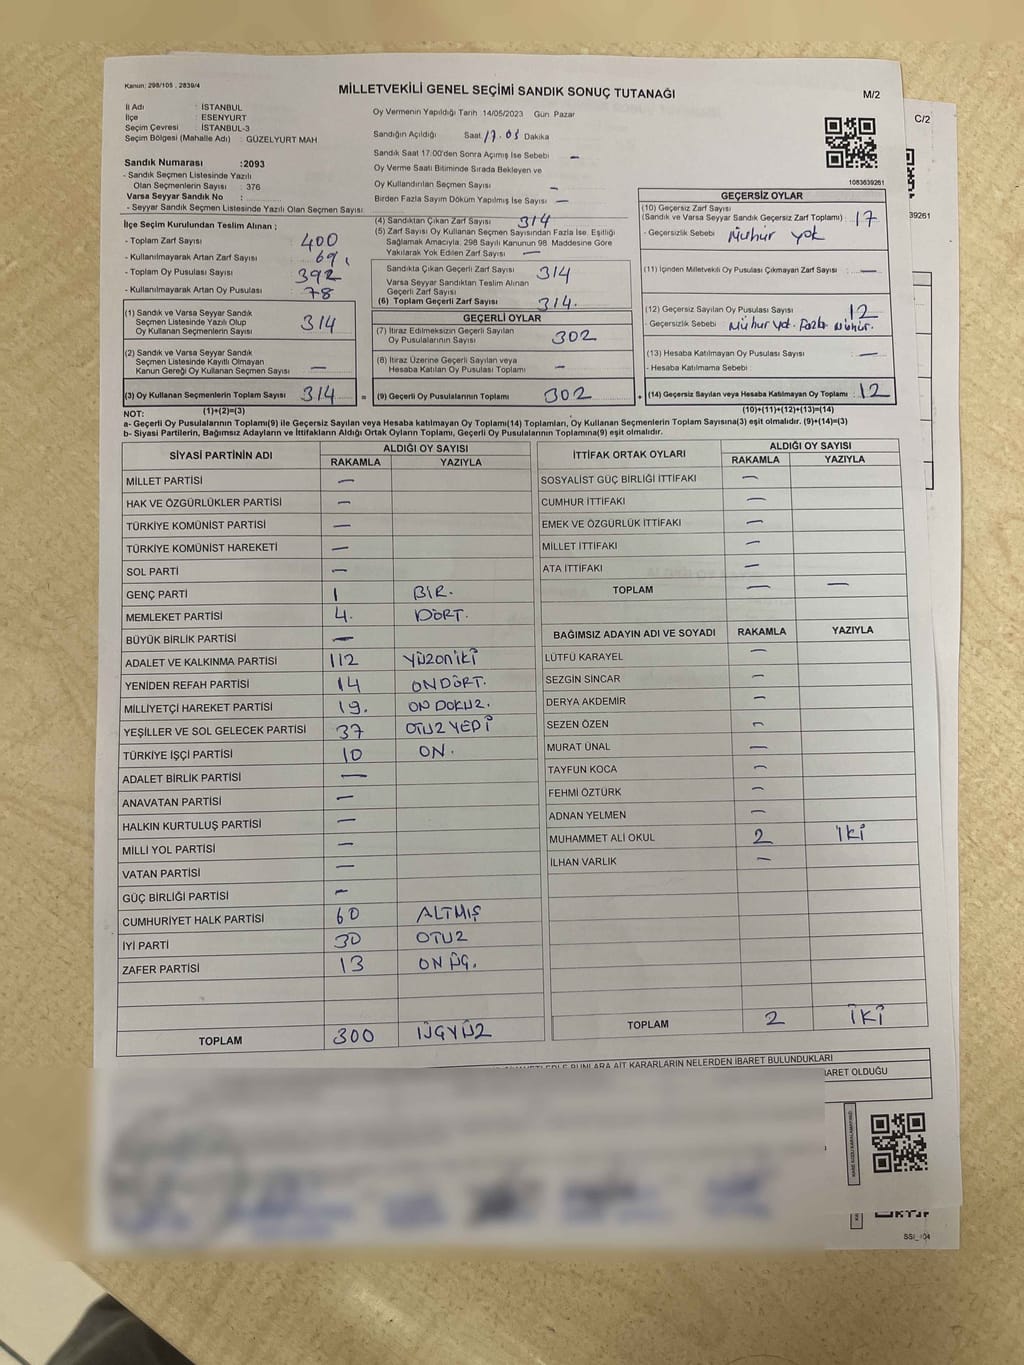 Kanun: 298/105 , 2839/4
MİLLETVEKİLİ GENEL SEÇİMİ SANDIK SONUÇ TUTANAĞI
M/2
C/2
İl Adı : İSTANBUL
İlçe : ESENYURT
Seçim Çevresi : İSTANBUL-3
Seçim Bölgesi (Mahalle Adı) : GÜZELYURT MAH
Sandık Numarası :2093
- Sandık Seçmen Listesinde Yazılı
Olan Seçmenlerin Sayısı : 376
Varsa Seyyar Sandık No :
- Seyyar Sandık Seçmen Listesinde Yazılı Olan Seçmen Sayısı:
Oy Vermenin Yapıldığı Tarih 14/05/2023 Gün Pazar
Sandığın Açıldığı Saat 17.05 Dakika
Sandık Saat 17:00'den Sonra Açımış İse Sebebi –
Oy Verme Saati Bitiminde Sırada Bekleyen ve
Oy Kullandırılan Seçmen Sayısı –
Birden Fazla Sayım Döküm Yapılmış İse Sayısı –
1083639261
39261
İlçe Seçim Kurulundan Teslim Alınan ;
- Toplam Zarf Sayısı : 400
- Kullanılmayarak Artan Zarf Sayısı : 69
- Toplam Oy Pusulası Sayısı : 392
- Kullanılmayarak Artan Oy Pusulası : 78
(1) Sandık ve Varsa Seyyar Sandık
Seçmen Listesinde Yazılı Olup
Oy Kullanan Seçmenlerin Sayısı : 314
(2) Sandık ve Varsa Seyyar Sandık
Seçmen Listesinde Kayıtlı Olmayan
Kanun Gereği Oy Kullanan Seçmen Sayısı : –
(3) Oy Kullanan Seçmenlerin Toplam Sayısı : 314
(1)+(2)=(3)
(4) Sandıktan Çıkan Zarf Sayısı : 314
(5) Zarf Sayısı Oy Kullanan Seçmen Sayısından Fazla İse, Eşitliği
Sağlamak Amacıyla, 298 Sayılı Kanunun 98. Maddesine Göre
Yakılarak Yok Edilen Zarf Sayısı : –
Sandıkta Çıkan Geçerli Zarf Sayısı : 314
Varsa Seyyar Sandıktan Teslim Alınan
Geçerli Zarf Sayısı
(6) Toplam Geçerli Zarf Sayısı : 314.
GEÇERLİ OYLAR
(7) İtiraz Edilmeksizin Geçerli Sayılan
Oy Pusulalarının Sayısı : 302
(8) İtiraz Üzerine Geçerli Sayılan veya
Hesaba Katılan Oy Pusulası Toplamı : –
= (9) Geçerli Oy Pusulalarının Toplamı : 302
GEÇERSİZ OYLAR
(10) Geçersiz Zarf Sayısı
(Sandık ve Varsa Seyyar Sandık Geçersiz Zarf Toplamı) : 17
- Geçersizlik Sebebi : Mühür yok
(11) İçinden Milletvekili Oy Pusulası Çıkmayan Zarf Sayısı : –
(12) Geçersiz Sayılan Oy Pusulası Sayısı : 12
- Geçersizlik Sebebi : Mühür yok. Fazla Mühür.
(13) Hesaba Katılmayan Oy Pusulası Sayısı : –
- Hesaba Katılmama Sebebi :
(14) Geçersiz Sayılan veya Hesaba Katılmayan Oy Toplamı : 12
(10)+(11)+(12)+(13)=(14)
NOT:
a- Geçerli Oy Pusulalarının Toplamı(9) ile Geçersiz Sayılan veya Hesaba katılmayan Oy Toplamı(14) Toplamları, Oy Kullanan Seçmenlerin Toplam Sayısına(3) eşit olmalıdır. (9)+(14)=(3)
b- Siyasi Partilerin, Bağımsız Adayların ve İttifakların Aldığı Ortak Oyların Toplamı, Geçerli Oy Pusulalarının Toplamına(9) eşit olmalıdır.
SİYASİ PARTİNİN ADI ALDIĞI OY SAYISI
RAKAMLA YAZIYLA
MİLLET PARTİSİ –
HAK VE ÖZGÜRLÜKLER PARTİSİ –
TÜRKİYE KOMÜNİST PARTİSİ –
TÜRKİYE KOMÜNİST HAREKETİ –
SOL PARTİ –
GENÇ PARTİ 1 BİR.
MEMLEKET PARTİSİ 4. DÖRT.
BÜYÜK BİRLİK PARTİSİ –
ADALET VE KALKINMA PARTİSİ 112 YÜZONİKİ
YENİDEN REFAH PARTİSİ 14 ONDÖRT.
MİLLİYETÇİ HAREKET PARTİSİ 19. ONDOKUZ.
YEŞİLLER VE SOL GELECEK PARTİSİ 37 OTUZYEDİ
TÜRKİYE İŞÇİ PARTİSİ 10 ON.
ADALET BİRLİK PARTİSİ –
ANAVATAN PARTİSİ –
HALKIN KURTULUŞ PARTİSİ –
MİLLİ YOL PARTİSİ –
VATAN PARTİSİ –
GÜÇ BİRLİĞİ PARTİSİ –
CUMHURİYET HALK PARTİSİ 60 ALTMIŞ
İYİ PARTİ 30 OTUZ
ZAFER PARTİSİ 13 ONÜÇ.
TOPLAM 300 ÜÇYÜZ
İTTİFAK ORTAK OYLARI ALDIĞI OY SAYISI
RAKAMLA YAZIYLA
SOSYALİST GÜÇ BİRLİĞİ İTTİFAKI –
CUMHUR İTTİFAKI –
EMEK VE ÖZGÜRLÜK İTTİFAKI –
MİLLET İTTİFAKI –
ATA İTTİFAKI –
TOPLAM – –
BAĞIMSIZ ADAYIN ADI VE SOYADI RAKAMLA YAZIYLA
LÜTFÜ KARAYEL –
SEZGİN SİNCAR –
DERYA AKDEMİR –
SEZEN ÖZEN –
MURAT ÜNAL –
TAYFUN KOCA –
FEHMİ ÖZTÜRK –
ADNAN YELMEN –
MUHAMMET ALİ OKUL 2 İKİ
İLHAN VARLIK –
TOPLAM 2 İKİ
BUNLARA AİT KARARLARIN NELERDEN İBARET BULUNDUKLARI
BARET OLDUĞU